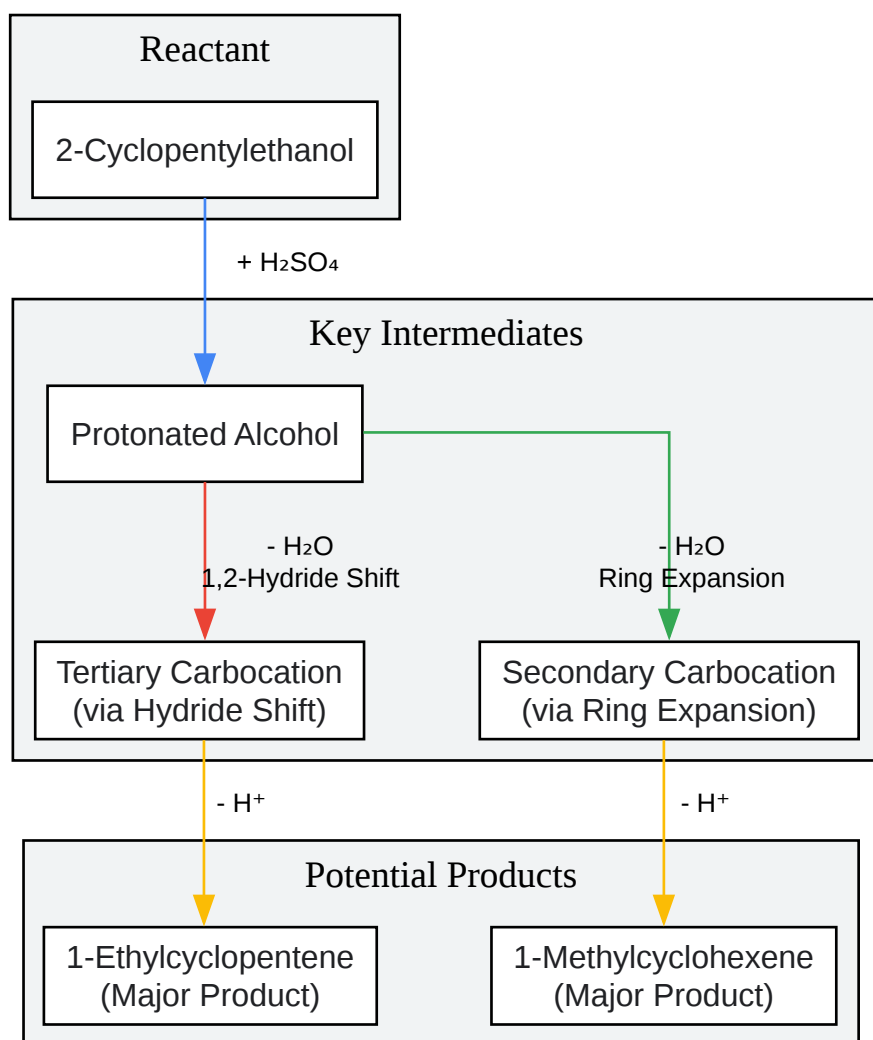 Reactant
2-Cyclopentylethanol
+ H₂SO₄
Key Intermediates
Protonated Alcohol
- H₂O
1,2-Hydride Shift
- H₂O
Ring Expansion
Tertiary Carbocation
(via Hydride Shift)
Secondary Carbocation
(via Ring Expansion)
- H⁺
- H⁺
Potential Products
1-Ethylcyclopentene
(Major Product)
1-Methylcyclohexene
(Major Product)